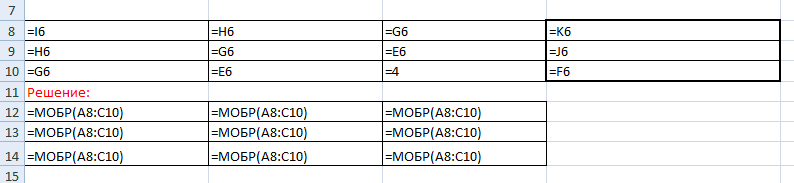 7
8 =I6 =H6 =G6 =K6
9 =H6 =G6 =E6 =J6
10 =G6 =E6 =4 =F6
11 Решение:
12 =МОБР(A8:C10) =МОБР(A8:C10) =МОБР(A8:C10)
13 =МОБР(A8:C10) =МОБР(A8:C10) =МОБР(A8:C10)
14 =МОБР(A8:C10) =МОБР(A8:C10) =МОБР(A8:C10)
15